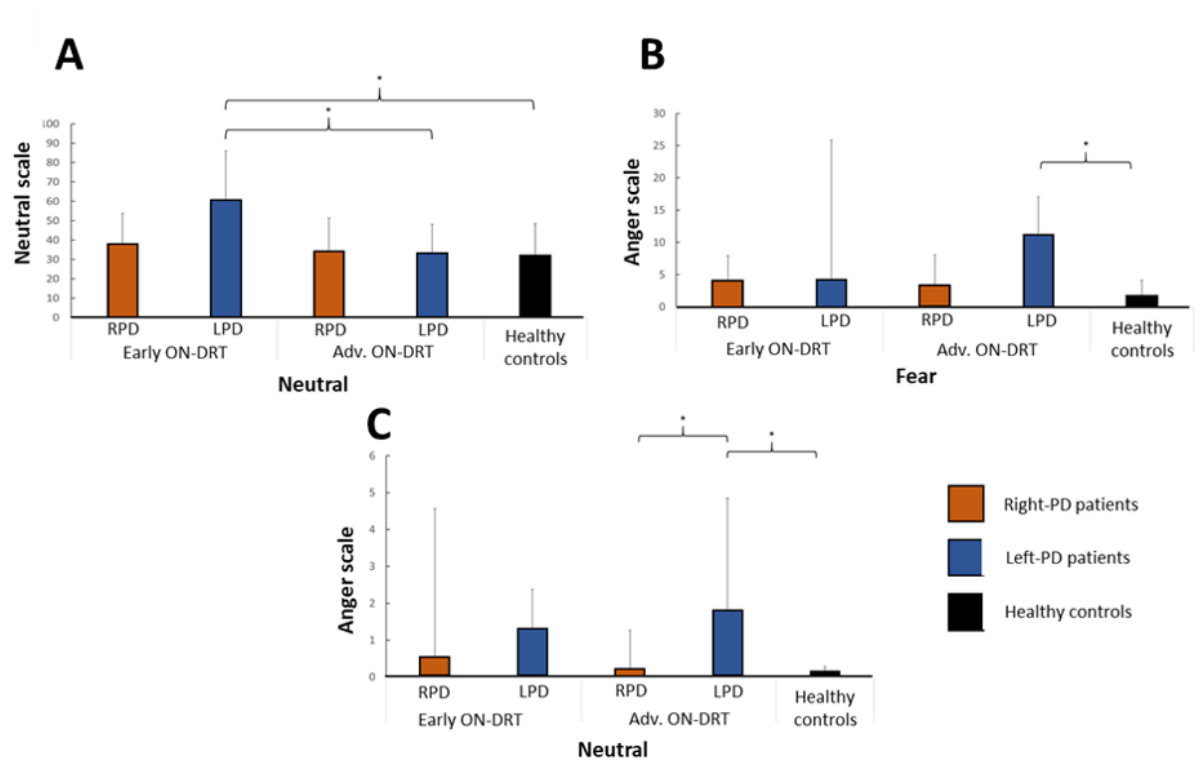 A
*
*
Neutral scale
100
90
80
70
60
50
40
30
20
10
0
RPD
LPD
RPD
LPD
Healthy controls
Early ON-DRT
Adv. ON-DRT
Neutral
B
*
Anger scale
30
25
20
15
10
5
0
RPD
LPD
RPD
LPD
Healthy
controls
Early ON-DRT
Adv. ON-DRT
Fear
C
*
*
Anger scale
6
5
4
3
2
1
0
RPD
LPD
RPD
LPD
Healthy
controls
Early ON-DRT
Adv. ON-DRT
Neutral
Right-PD patients
Left-PD patients
Healthy controls